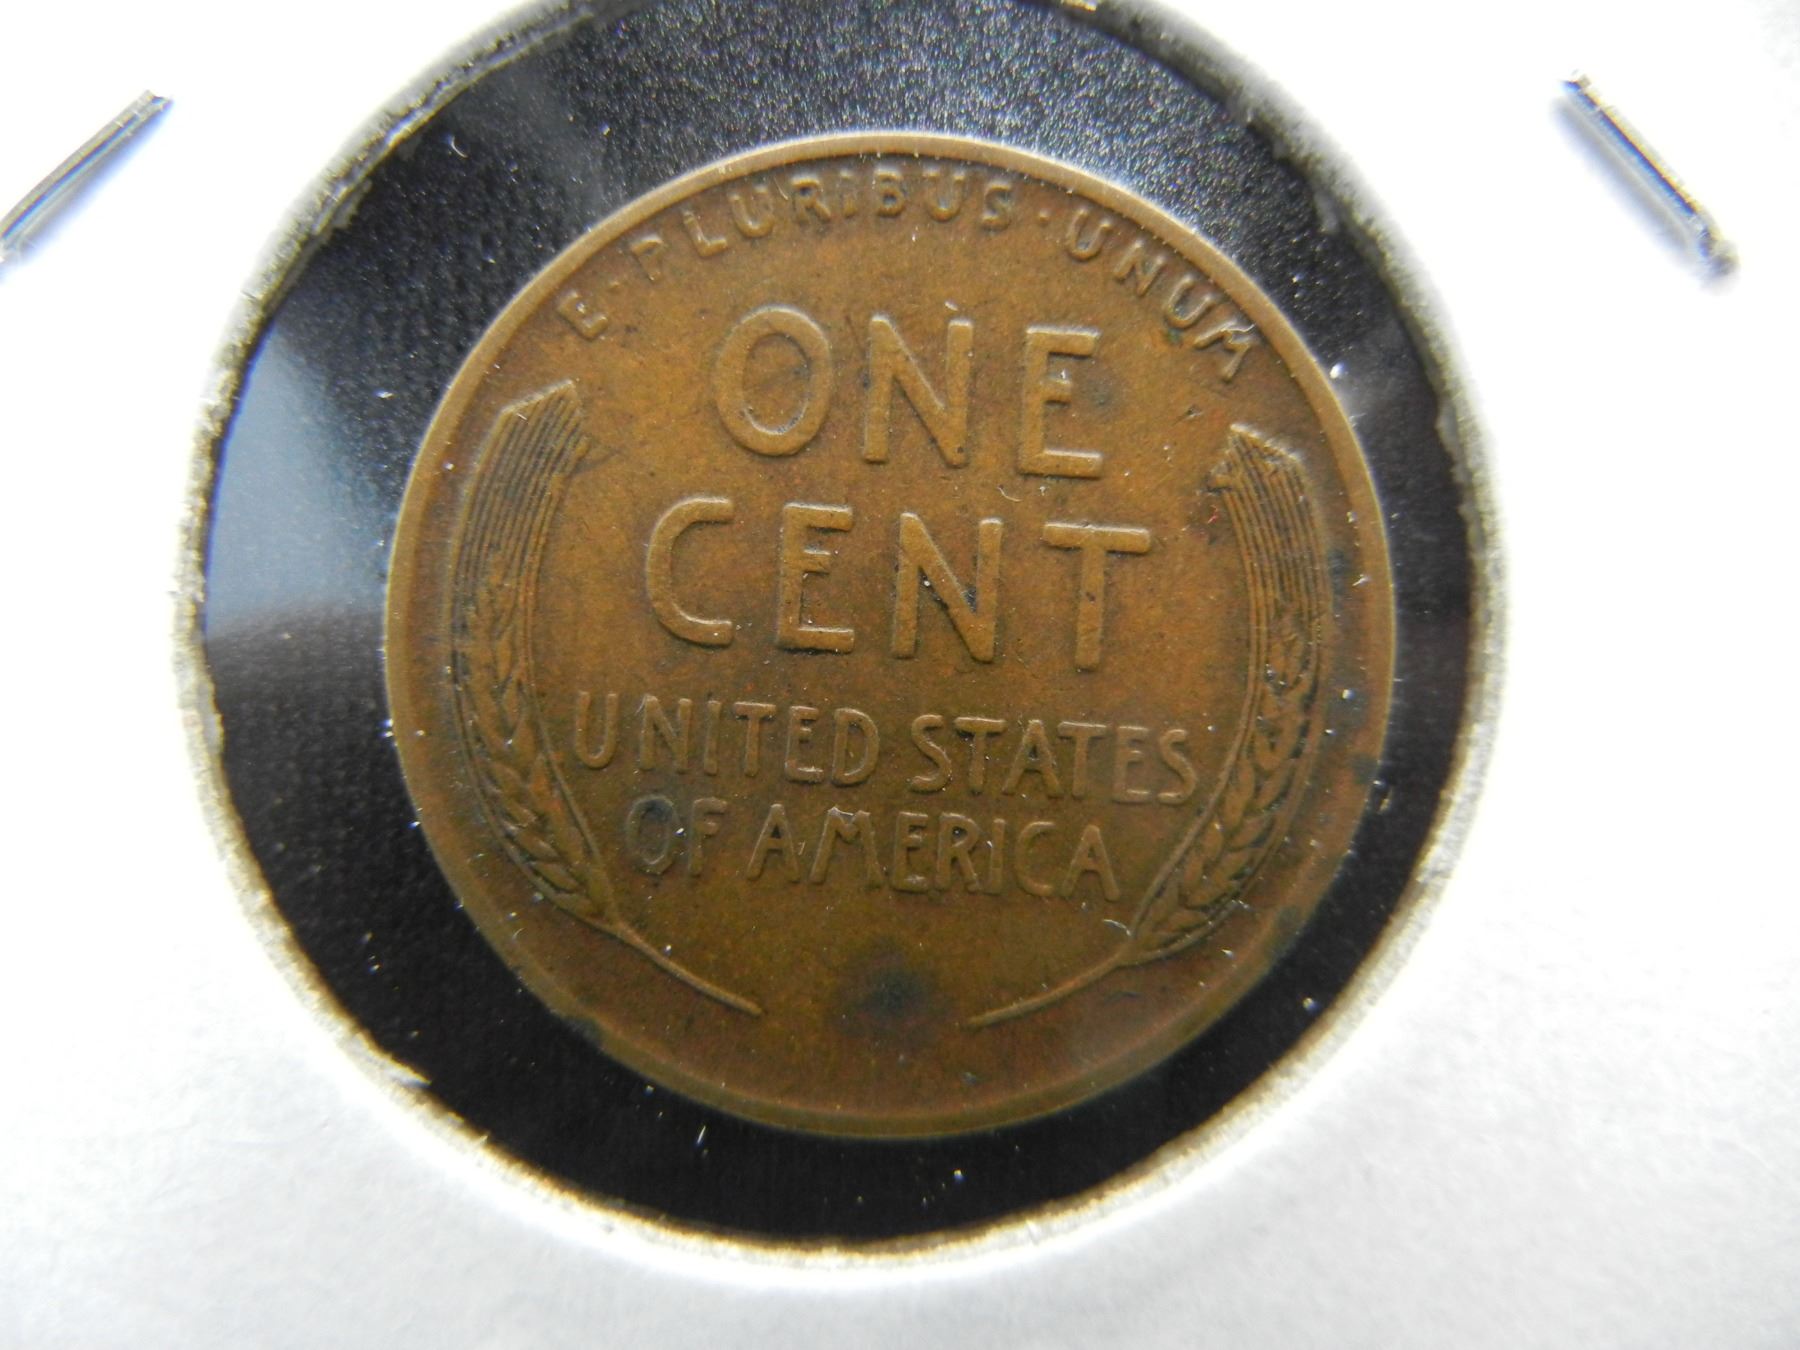 E·PLURIBUS·UNUM
ONE
CENT
UNITED STATES
OF AMERICA